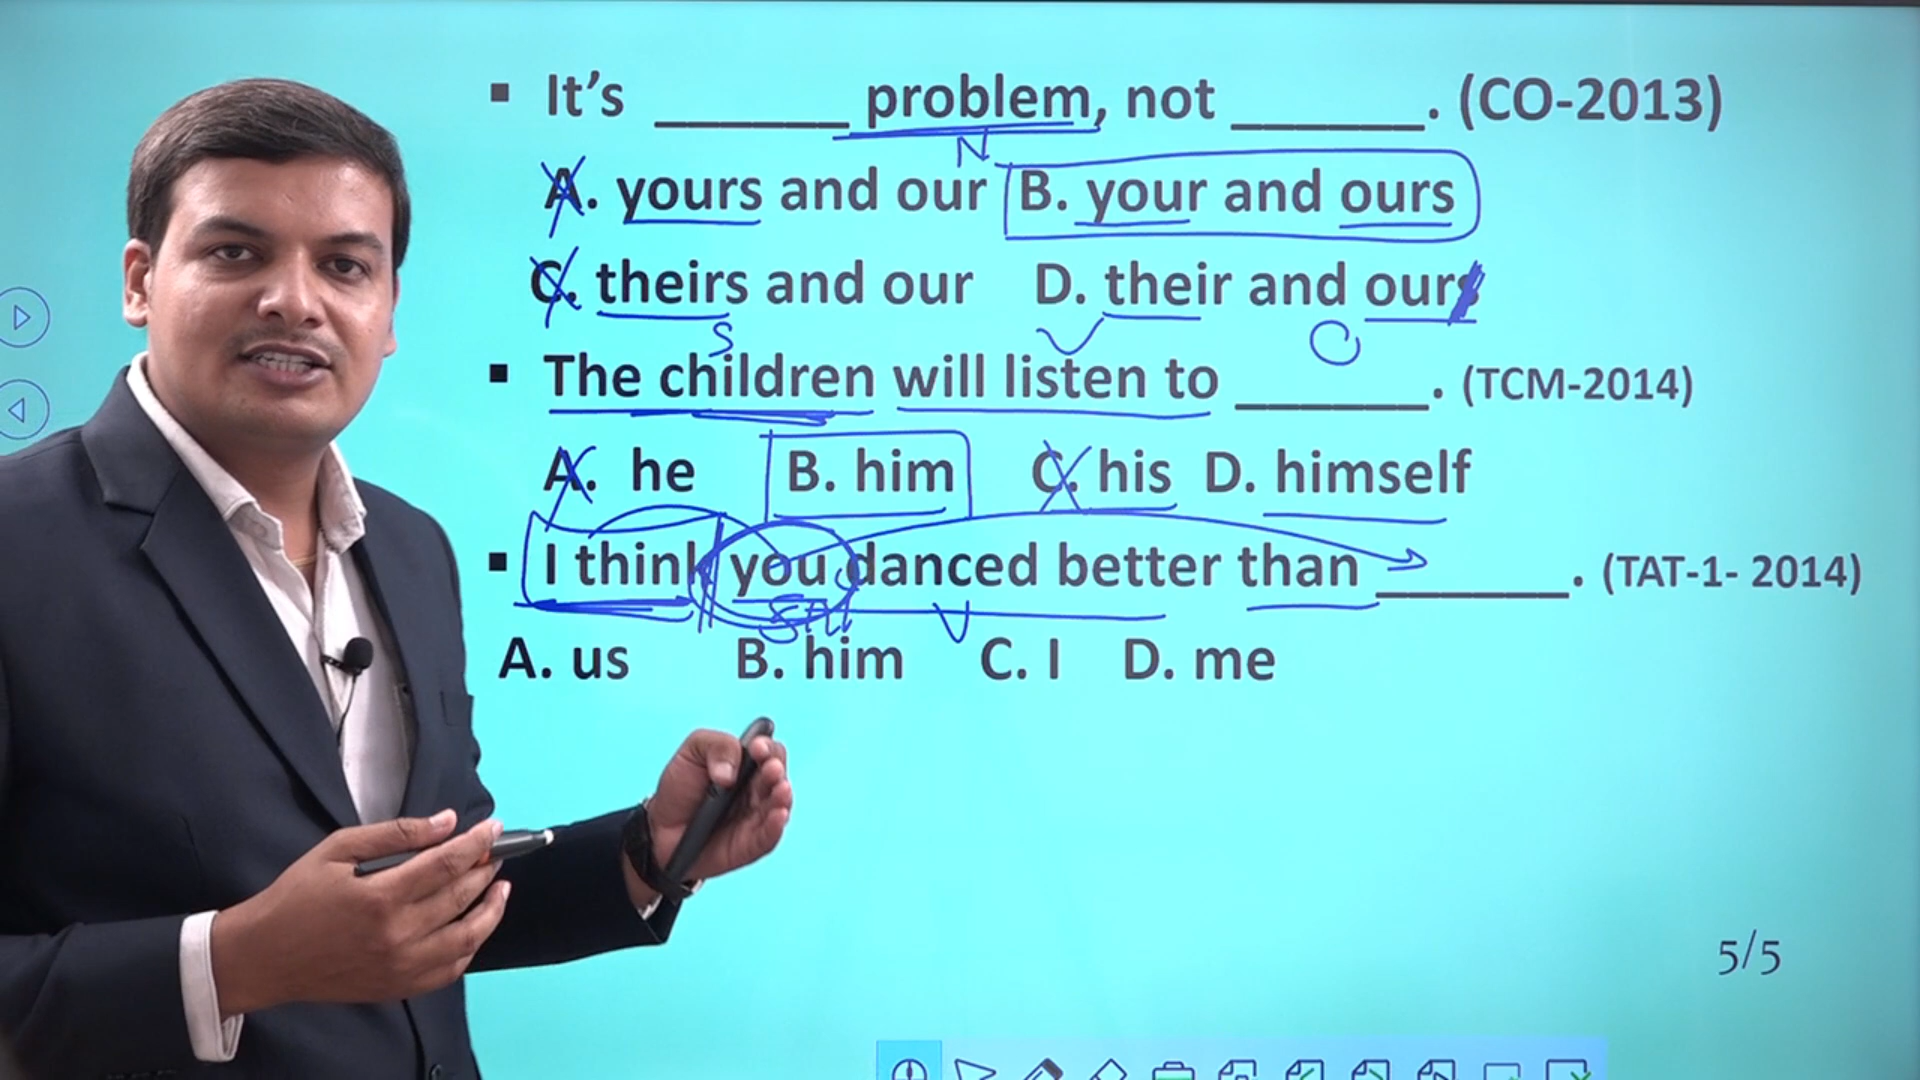 ▪ It's ______ problem, not ______. (CO-2013)
N
A. yours and our B. your and ours
C. theirs and our D. their and ours
S
▪ The children will listen to ______. (TCM-2014)
A. he B. him C. his D. himself
▪ I think you danced better than ______. (TAT-1- 2014)
V
A. us B. him C. I D. me
5/5